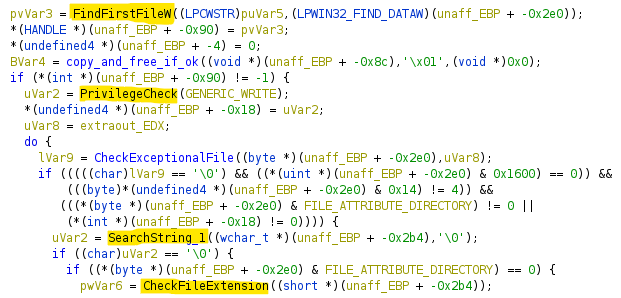 pvVar3 = FindFirstFileW((LPCWSTR)puVar5,(LPWIN32_FIND_DATAW)(unaff_EBP + -0x2e0));
*(HANDLE *)(unaff_EBP + -0x90) = pvVar3;
*(undefined4 *)(unaff_EBP + -4) = 0;
BVar4 = copy_and_free_if_ok((void *)(unaff_EBP + -0x8c),'\x01',(void *)0x0);
if (*(int *)(unaff_EBP + -0x90) != -1) {
uVar2 = PrivilegeCheck(GENERIC_WRITE);
*(undefined4 *)(unaff_EBP + -0x18) = uVar2;
uVar8 = extraout_EDX;
do {
lVar9 = CheckExceptionalFile((byte *)(unaff_EBP + -0x2e0),uVar8);
if (((((char)lVar9 == '\0') && ((*(uint *)(unaff_EBP + -0x2e0) & 0x1600) == 0)) &&
(((byte)*(undefined4 *)(unaff_EBP + -0x2e0) & 0x14) != 4)) &&
(((*(byte *)(unaff_EBP + -0x2e0) & FILE_ATTRIBUTE_DIRECTORY) != 0 ||
(*(int *)(unaff_EBP + -0x18) != 0)))) {
uVar2 = SearchString_1((wchar_t *)(unaff_EBP + -0x2b4),'\0');
if ((char)uVar2 == '\0') {
if ((*(byte *)(unaff_EBP + -0x2e0) & FILE_ATTRIBUTE_DIRECTORY) == 0) {
pwVar6 = CheckFileExtension((short *)(unaff_EBP + -0x2b4));